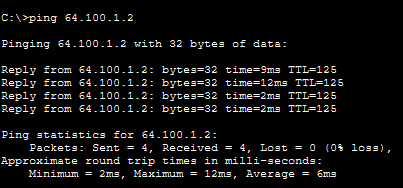 C:\>ping 64.100.1.2
Pinging 64.100.1.2 with 32 bytes of data:
Reply from 64.100.1.2: bytes=32 time=9ms TTL=125
Reply from 64.100.1.2: bytes=32 time=12ms TTL=125
Reply from 64.100.1.2: bytes=32 time=2ms TTL=125
Reply from 64.100.1.2: bytes=32 time=2ms TTL=125
Ping statistics for 64.100.1.2:
    Packets: Sent = 4, Received = 4, Lost = 0 (0% loss),
Approximate round trip times in milli-seconds:
    Minimum = 2ms, Maximum = 12ms, Average = 6ms